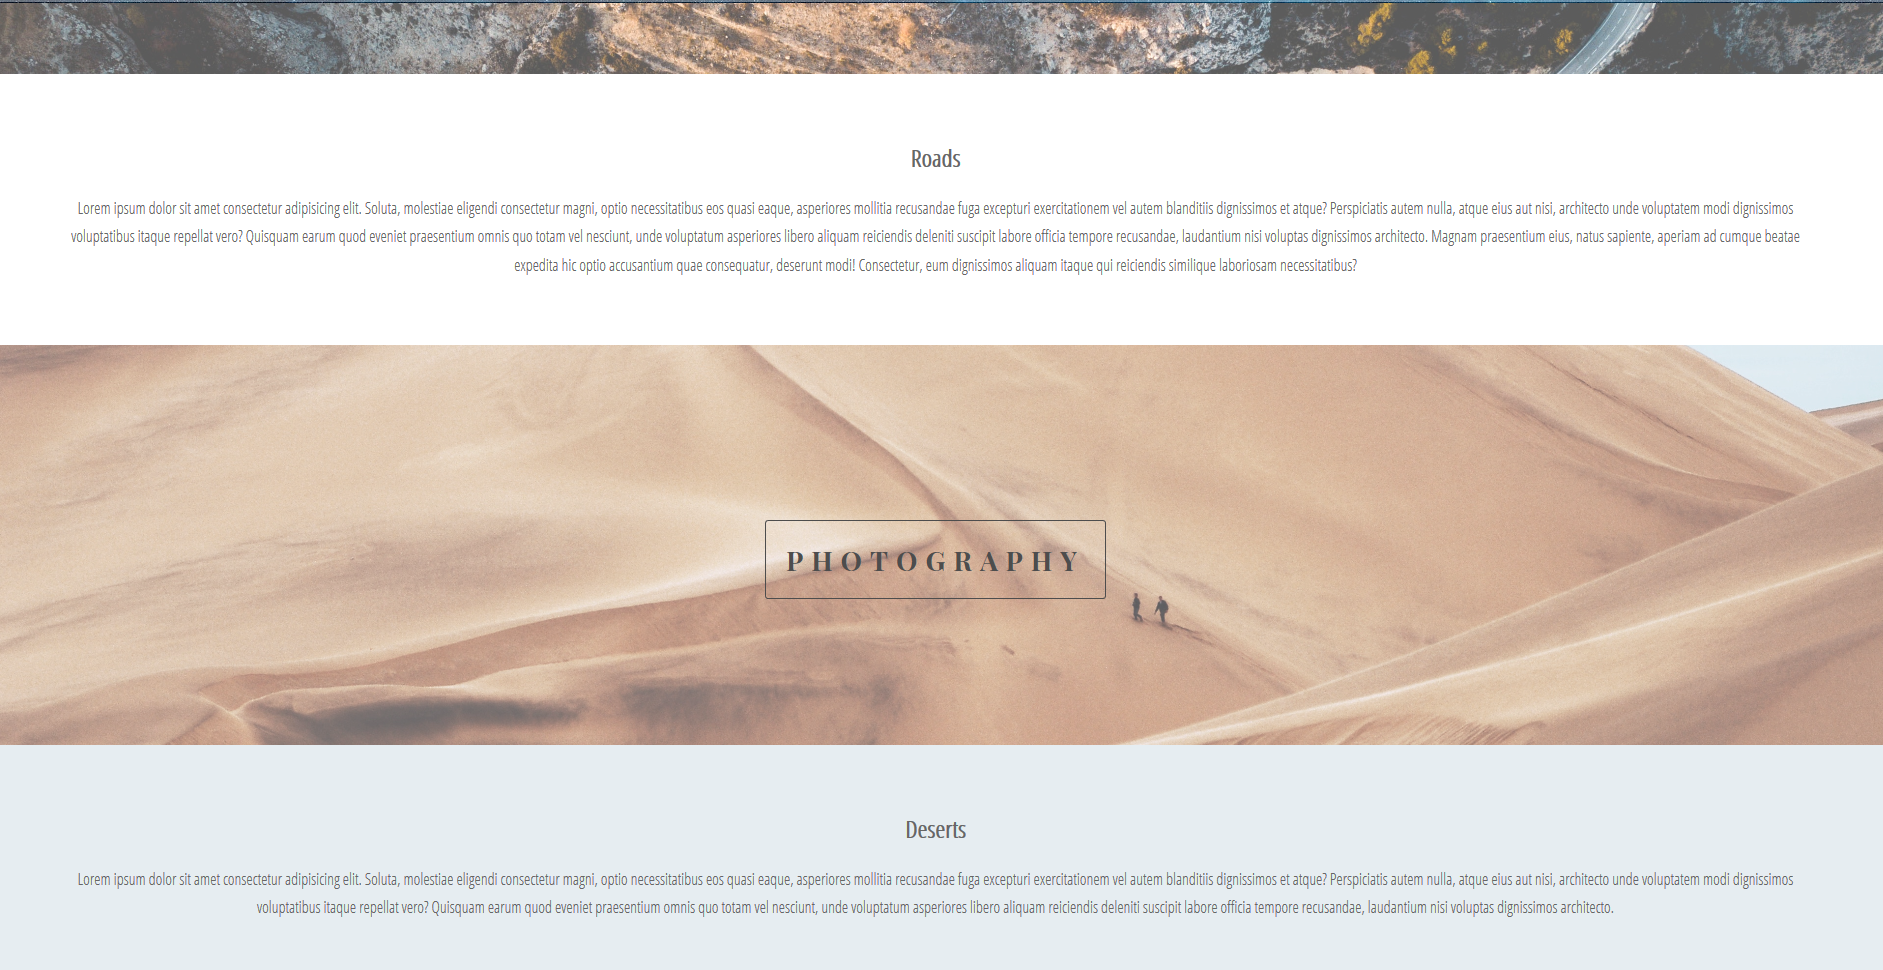 Roads
Lorem ipsum dolor sit amet consectetur adipisicing elit. Soluta, molestiae eligendi consectetur magni, optio necessitatibus eos quasi eaque, asperiores mollitia recusandae fuga excepturi exercitationem vel autem blanditiis dignissimos et atque? Perspiciatis autem nulla, atque eius aut nisi, architecto unde voluptatem modi dignissimos
voluptatibus itaque repellat vero? Quisquam earum quod eveniet praesentium omnis quo totam vel nesciunt, unde voluptatum asperiores libero aliquam reiciendis deleniti suscipit labore officia tempore recusandae, laudantium nisi voluptas dignissimos architecto. Magnam praesentium eius, natus sapiente, aperiam ad cumque beatae
expedita hic optio accusantium quae consequatur, deserunt modi! Consectetur, eum dignissimos aliquam itaque qui reiciendis similique laboriosam necessitatibus?
PHOTOGRAPHY
Deserts
Lorem ipsum dolor sit amet consectetur adipisicing elit. Soluta, molestiae eligendi consectetur magni, optio necessitatibus eos quasi eaque, asperiores mollitia recusandae fuga excepturi exercitationem vel autem blanditiis dignissimos et atque? Perspiciatis autem nulla, atque eius aut nisi, architecto unde voluptatem modi dignissimos
voluptatibus itaque repellat vero? Quisquam earum quod eveniet praesentium omnis quo totam vel nesciunt, unde voluptatum asperiores libero aliquam reiciendis deleniti suscipit labore officia tempore recusandae, laudantium nisi voluptas dignissimos architecto.